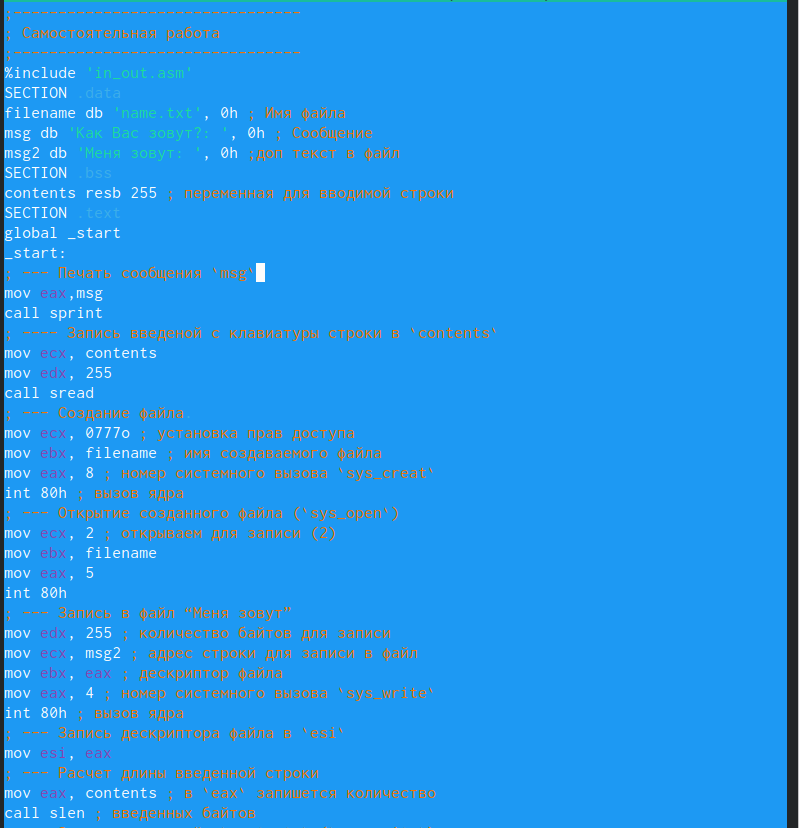 ;--------------------------------
; Самостоятельная работа
;--------------------------------
%include 'in_out.asm'
SECTION .data
filename db 'name.txt', 0h ; Имя файла
msg db 'Как Вас зовут?: ', 0h ; Сообщение
msg2 db 'Меня зовут: ', 0h ;доп текст в файл
SECTION .bss
contents resb 255 ; переменная для вводимой строки
SECTION .text
global _start
_start:
; --- Печать сообщения `msg`
mov eax,msg
call sprint
; ---- Запись введеной с клавиатуры строки в `contents`
mov ecx, contents
mov edx, 255
call sread
; --- Создание файла.
mov ecx, 0777o ; установка прав доступа
mov ebx, filename ; имя создаваемого файла
mov eax, 8 ; номер системного вызова `sys_creat`
int 80h ; вызов ядра
; --- Открытие созданного файла (`sys_open`)
mov ecx, 2 ; открываем для записи (2)
mov ebx, filename
mov eax, 5
int 80h
; --- Запись в файл “Меня зовут”
mov edx, 255 ; количество байтов для записи
mov ecx, msg2 ; адрес строки для записи в файл
mov ebx, eax ; дескриптор файла
mov eax, 4 ; номер системного вызова `sys_write`
int 80h ; вызов ядра
; --- Запись дескриптора файла в `esi`
mov esi, eax
; --- Расчет длины введенной строки
mov eax, contents ; в `eax` запишется количество
call slen ; введенных байтов